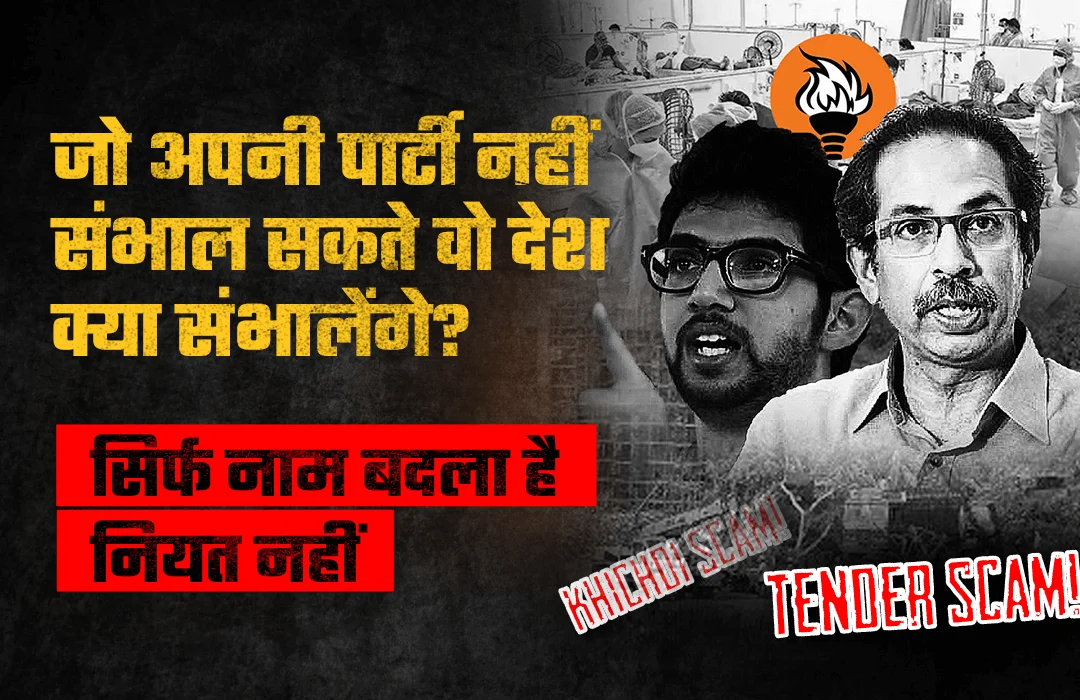 जो अपनी पार्टी नहीं
संभाल सकते वो देश
क्या संभालेंगे?
सिर्फ नाम बदला है
नियत नहीं
KHICHDI SCAM!
TENDER SCAM!